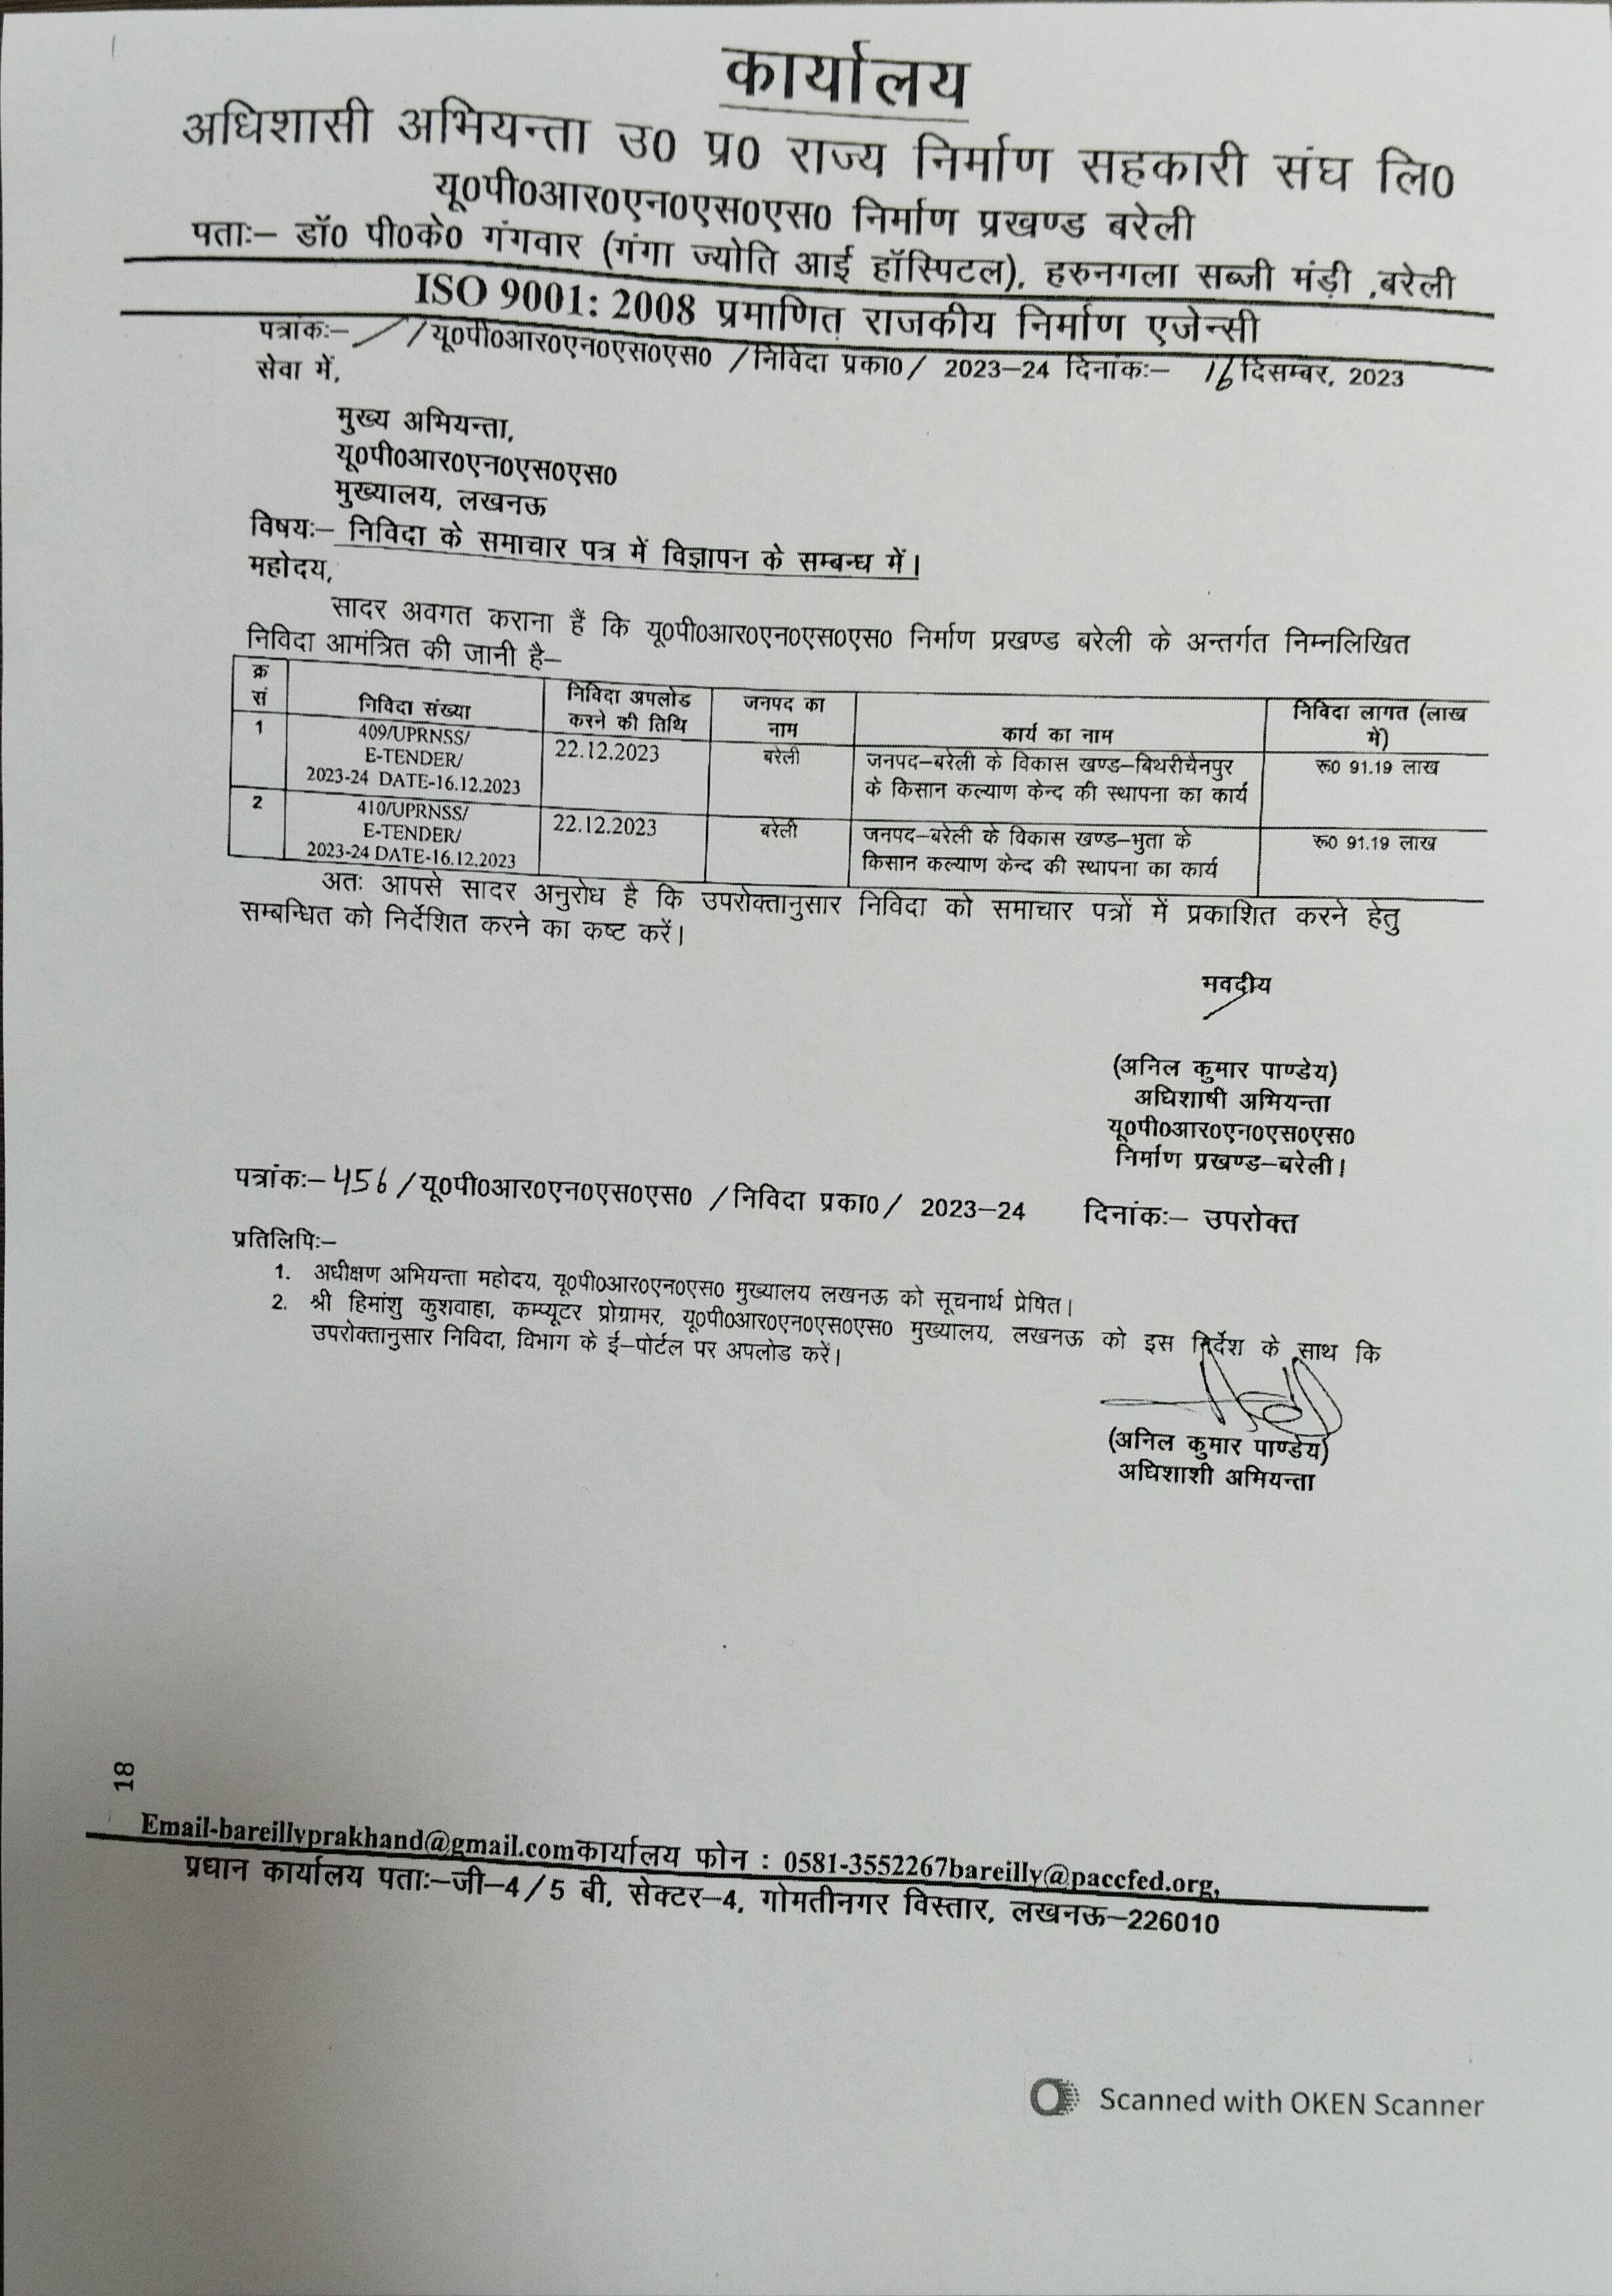 कार्यालय
अधिशासी अभियन्ता उ0 प्र0 राज्य निर्माण सहकारी संघ लि0
यू0पी0आर0एन0एस0एस0 निर्माण प्रखण्ड बरेली
पताः– डॉ0 पी0के0 गंगवार (गंगा ज्योति आई हॉस्पिटल), हरुनगला सब्जी मंड़ी ,बरेली
ISO 9001: 2008 प्रमाणित राजकीय निर्माण एजेन्सी
पत्रांकः– / /यू0पी0आर0एन0एस0एस0 /निविदा प्रका0/ 2023–24 दिनांकः– 16 दिसम्बर, 2023
सेवा में,
मुख्य अभियन्ता,
यू0पी0आर0एन0एस0एस0
मुख्यालय, लखनऊ
विषयः– निविदा के समाचार पत्र में विज्ञापन के सम्बन्ध में।
महोदय,
सादर अवगत कराना हैं कि यू0पी0आर0एन0एस0एस0 निर्माण प्रखण्ड बरेली के अन्तर्गत निम्नलिखित
निविदा आमंत्रित की जानी है–
क्र सं निविदा संख्या निविदा अपलोड करने की तिथि जनपद का नाम कार्य का नाम निविदा लागत (लाख में)
1 409/UPRNSS/ 22.12.2023 बरेली जनपद–बरेली के विकास खण्ड–बिथरीचैनपुर रू0 91.19 लाख
E-TENDER/ के किसान कल्याण केन्द की स्थापना का कार्य
2023-24 DATE-16.12.2023
2 410/UPRNSS/ 22.12.2023 बरेली जनपद–बरेली के विकास खण्ड–भुता के रू0 91.19 लाख
E-TENDER/ किसान कल्याण केन्द की स्थापना का कार्य
2023-24 DATE-16.12.2023
अतः आपसे सादर अनुरोध है कि उपरोक्तानुसार निविदा को समाचार पत्रों में प्रकाशित करने हेतु
सम्बन्धित को निर्देशित करने का कष्ट करें।
भवदीय
(अनिल कुमार पाण्डेय)
अधिशाषी अभियन्ता
यू0पी0आर0एन0एस0एस0
निर्माण प्रखण्ड–बरेली।
पत्रांकः–456/यू0पी0आर0एन0एस0एस0 /निविदा प्रका0/ 2023–24 दिनांकः– उपरोक्त
प्रतिलिपिः–
1. अधीक्षण अभियन्ता महोदय, यू0पी0आर0एन0एस0 मुख्यालय लखनऊ को सूचनार्थ प्रेषित।
2. श्री हिमांशु कुशवाहा, कम्प्यूटर प्रोग्रामर, यू0पी0आर0एन0एस0एस0 मुख्यालय, लखनऊ को इस निर्देश के साथ कि
उपरोक्तानुसार निविदा, विभाग के ई–पोर्टल पर अपलोड करें।
(अनिल कुमार पाण्डेय)
अधिशाशी अभियन्ता
18
Email-bareillyprakhand@gmail.comकार्यालय फोन : 0581-3552267bareilly@paccfed.org,
प्रधान कार्यालय पताः–जी–4/5 बी, सेक्टर–4, गोमतीनगर विस्तार, लखनऊ–226010
Scanned with OKEN Scanner